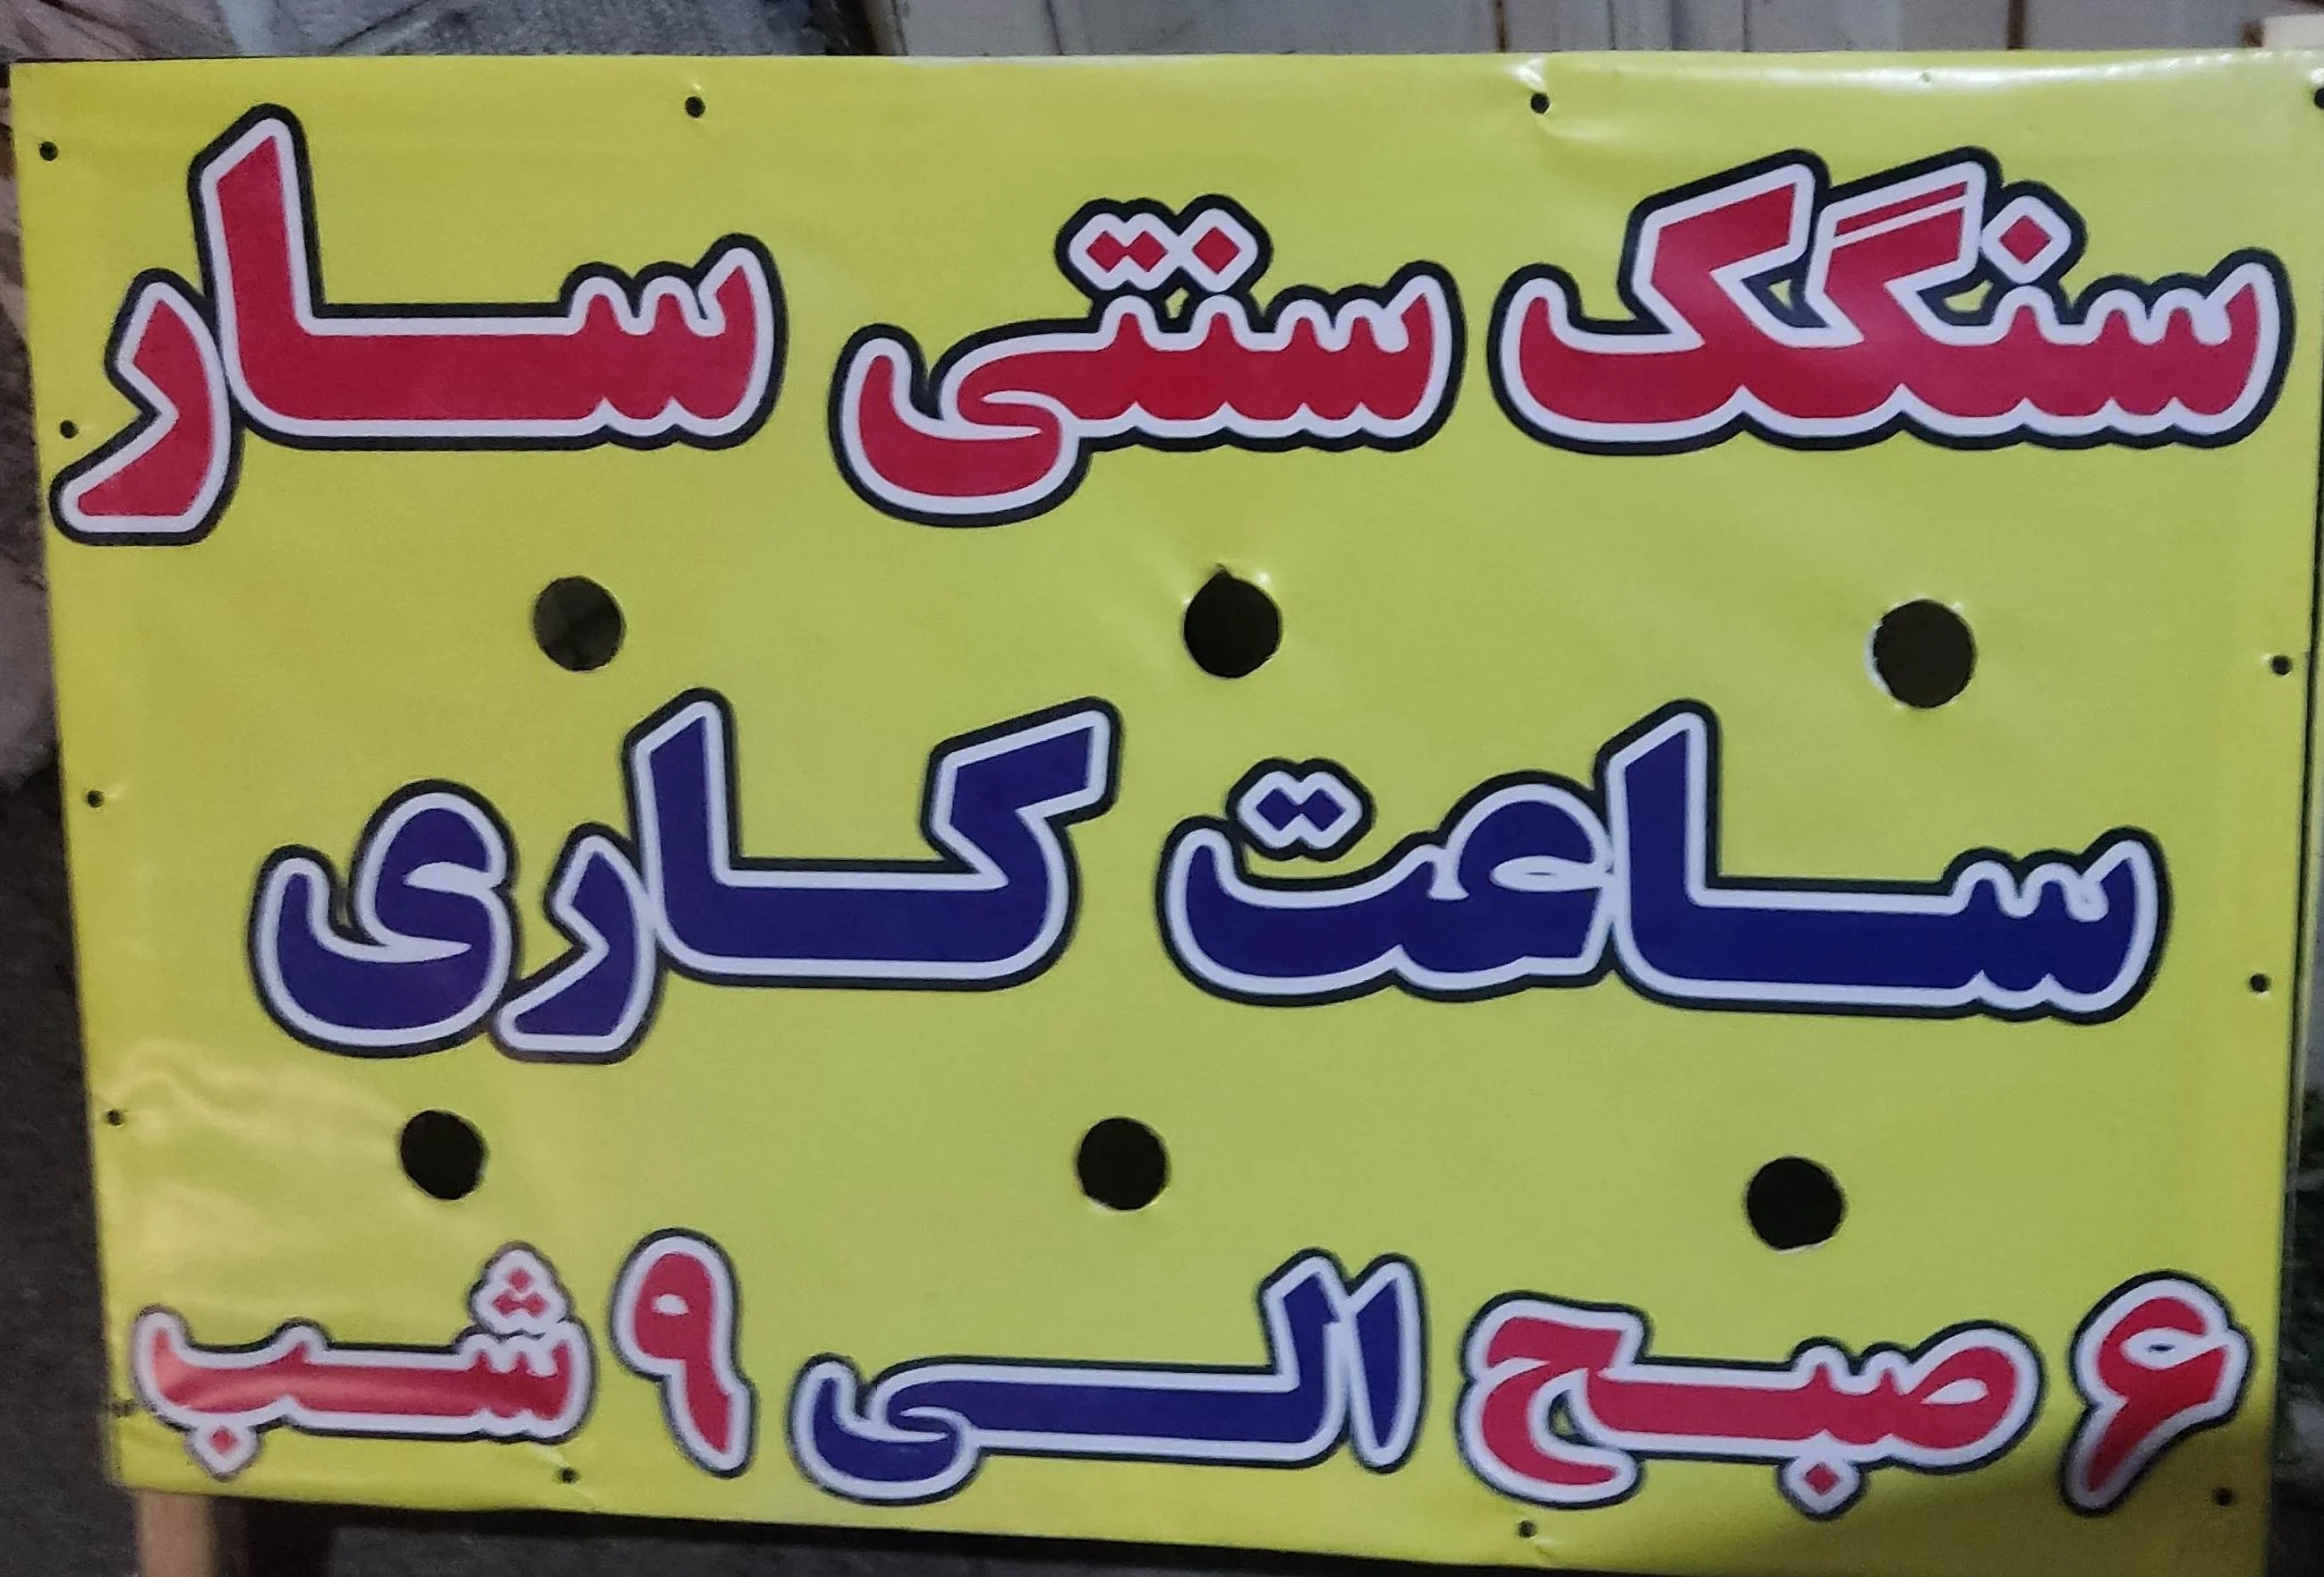 سنگک سنتی سار
ساعت کاری
۶ صبح الی ۹ شب